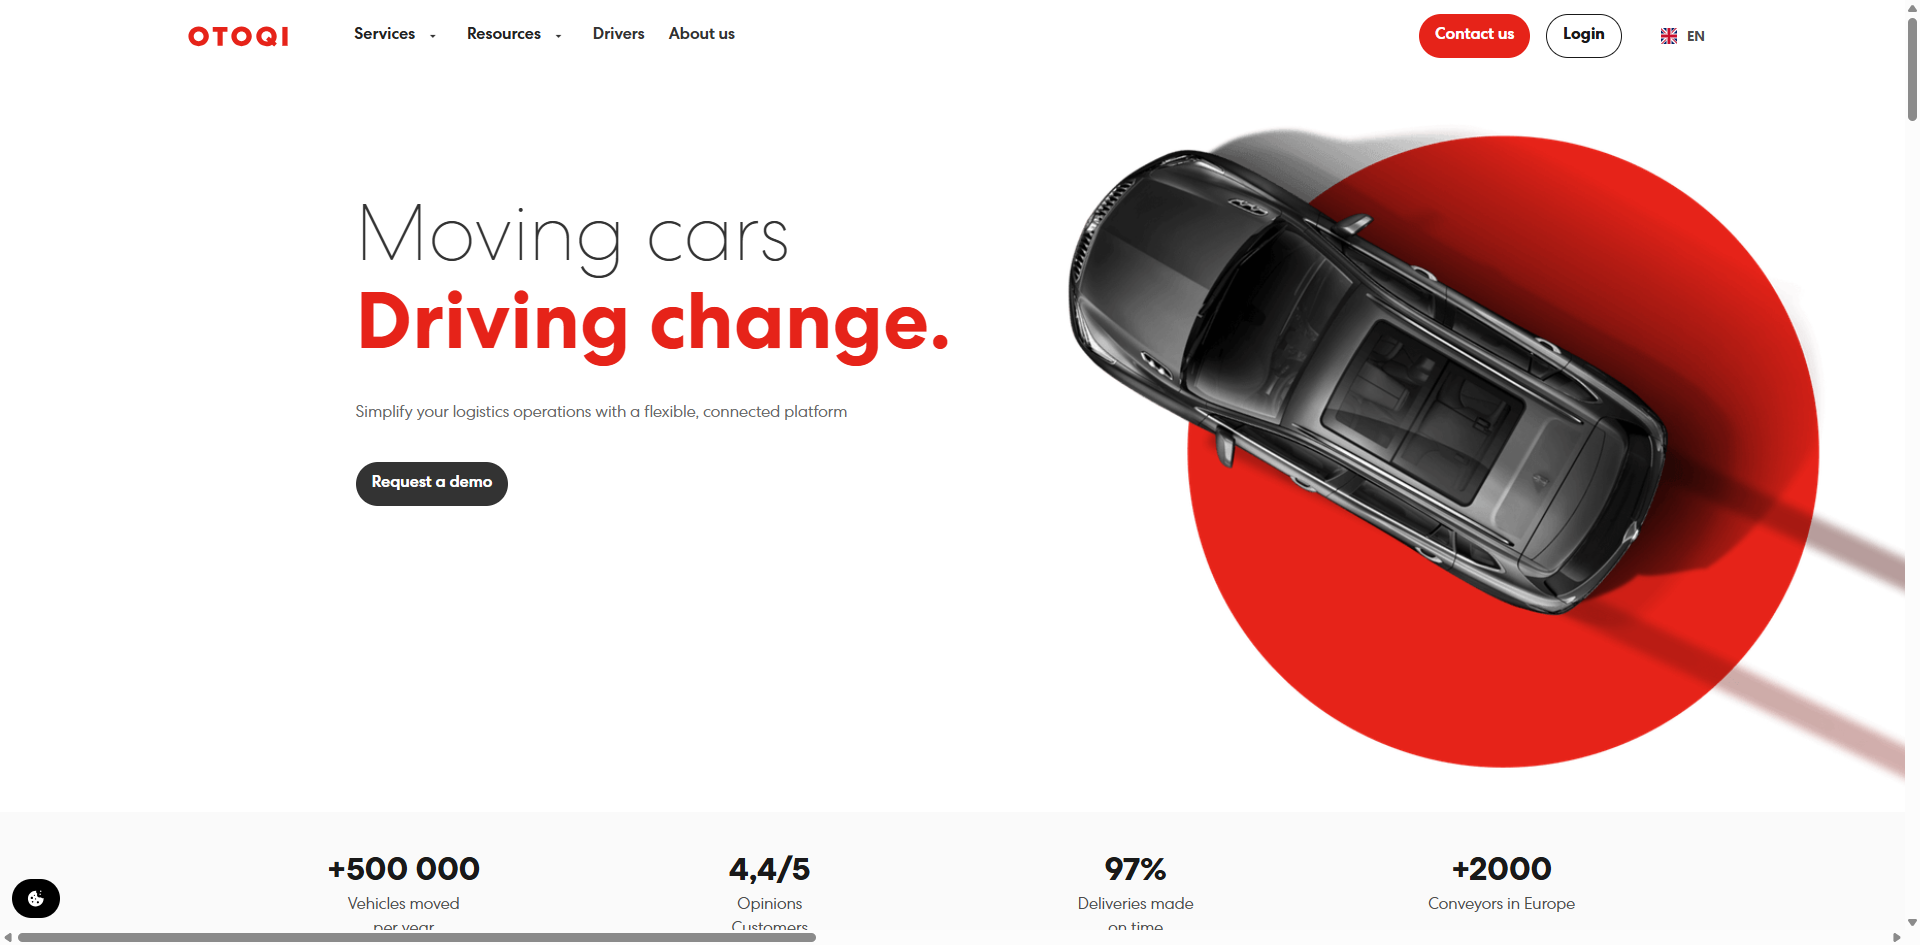 OTOQI
Services
Resources
Drivers
About us
Contact us
Login
EN
Moving cars
Driving change.
Simplify your logistics operations with a flexible, connected platform
Request a demo
+500 000
Vehicles moved
per year
4,4/5
Opinions
Customers
97%
Deliveries made
on time
+2000
Conveyors in Europe